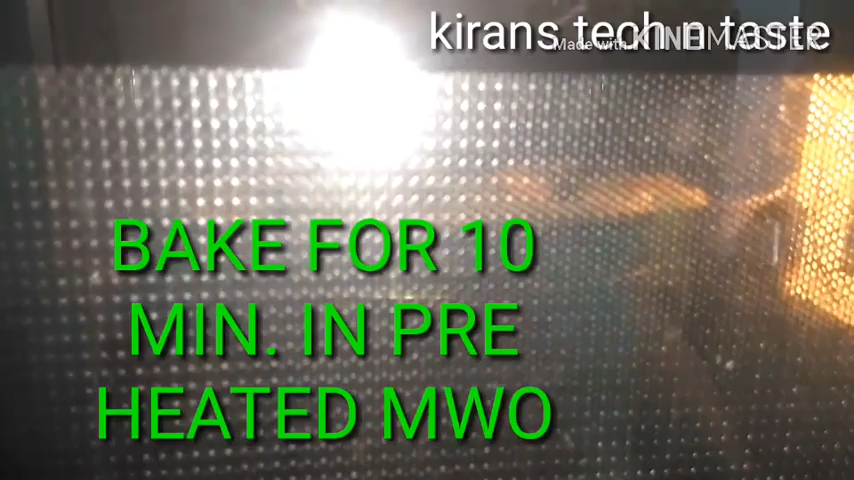 kirans tech n taste
Made with KINEMASTER
BAKE FOR 10
MIN. IN PRE
HEATED MWO